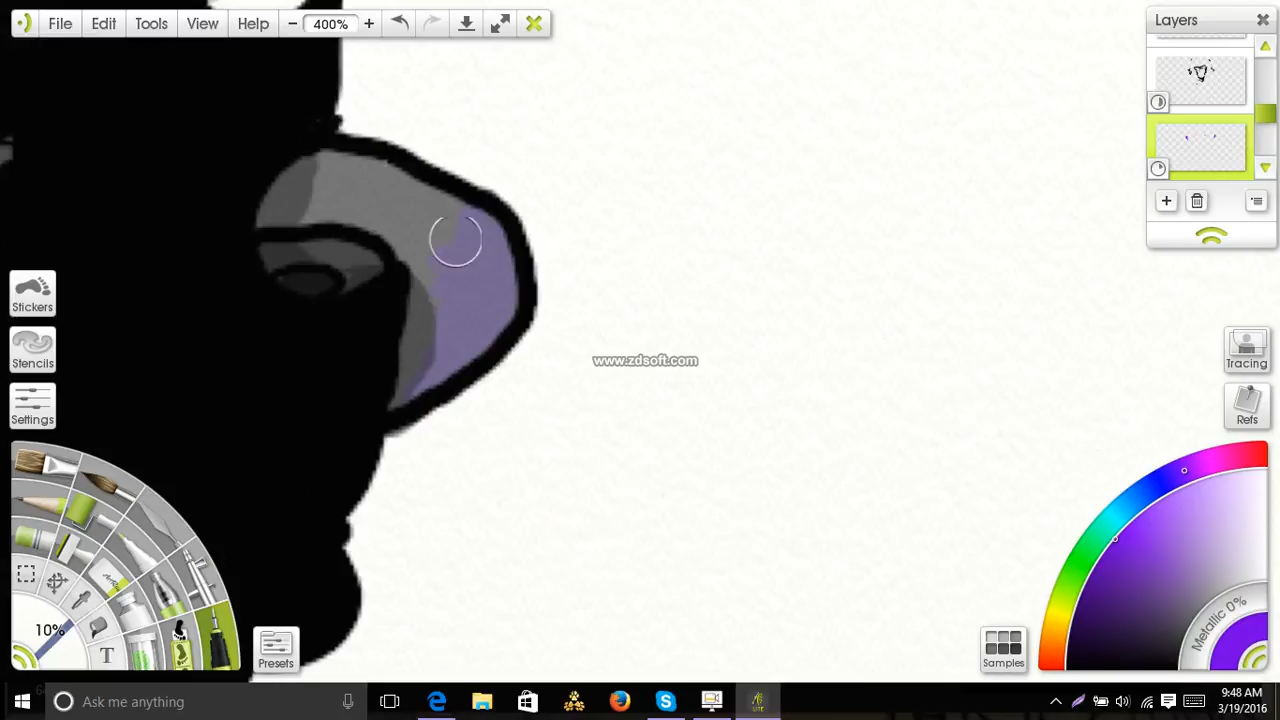 File Edit Tools View Help − 400% +
Layers
www.zdsoft.com
Stickers
Stencils
Settings
Tracing
Refs
Metallic 0%
10%
T
Presets
Samples
Ask me anything
9:48 AM
3/19/2016